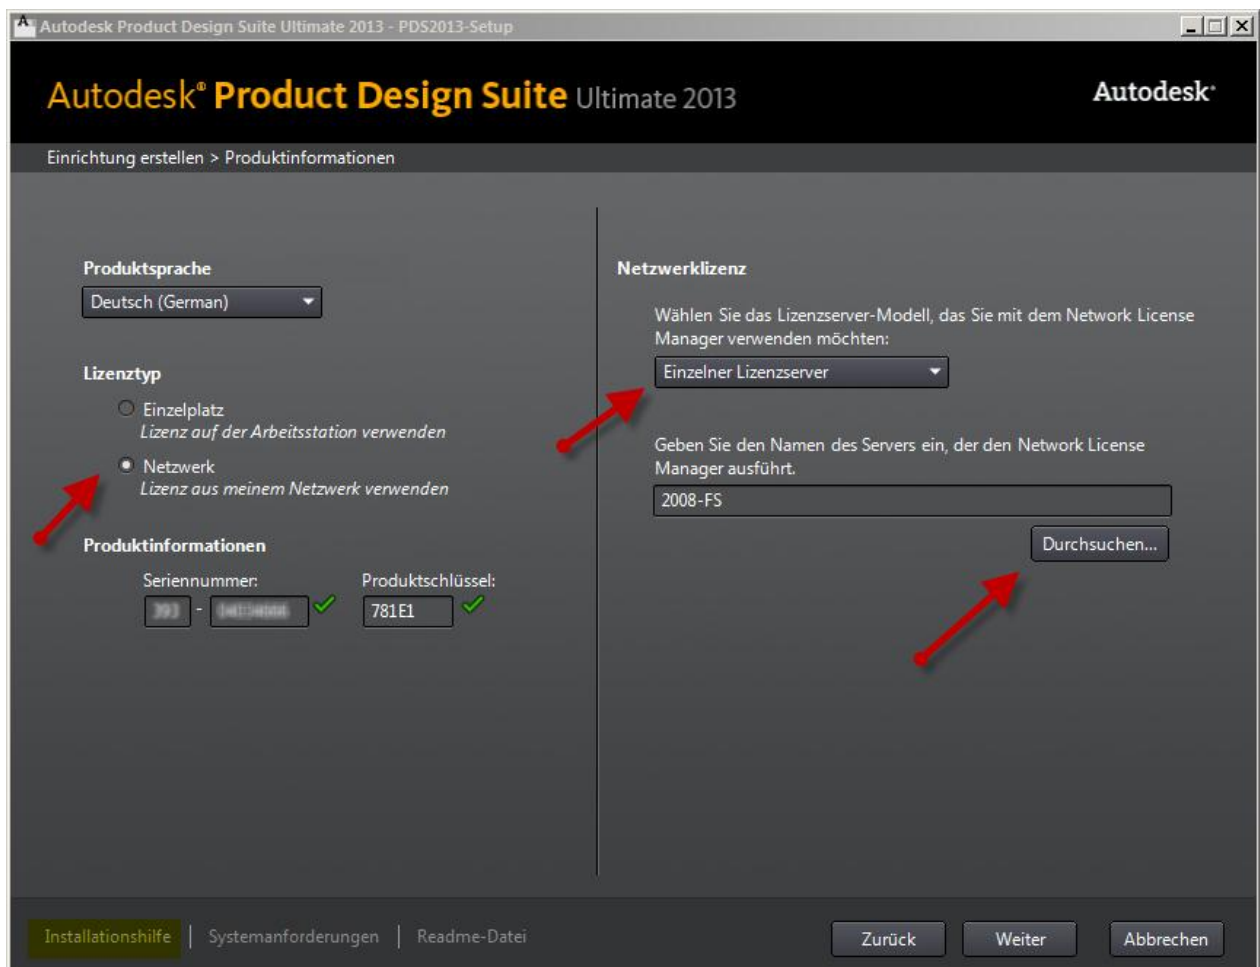 Autodesk Product Design Suite Ultimate 2013 - PDS2013-Setup
Autodesk® Product Design Suite Ultimate 2013
Autodesk®
Einrichtung erstellen > Produktinformationen
Produktsprache
Deutsch (German)
Lizenztyp
Einzelplatz
Lizenz auf der Arbeitsstation verwenden
Netzwerk
Lizenz aus meinem Netzwerk verwenden
Produktinformationen
Seriennummer: Produktschlüssel:
- 781E1
Netzwerklizenz
Wählen Sie das Lizenzserver-Modell, das Sie mit dem Network License
Manager verwenden möchten:
Einzelner Lizenzserver
Geben Sie den Namen des Servers ein, der den Network License
Manager ausführt.
2008-FS
Durchsuchen...
Installationshilfe | Systemanforderungen | Readme-Datei
Zurück Weiter Abbrechen